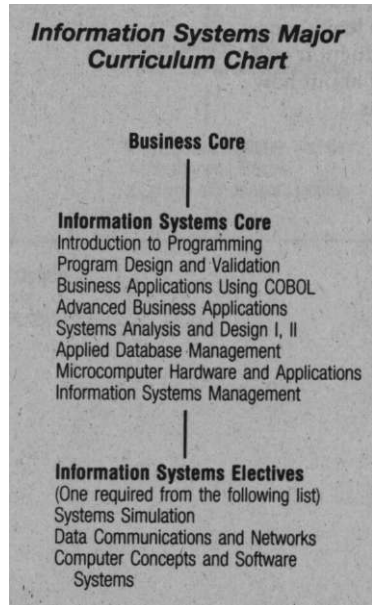 Information Systems Major
Curriculum Chart
Business Core
Information Systems Core
Introduction to Programming
Program Design and Validation
Business Applications Using COBOL
Advanced Business Applications
Systems Analysis and Design I, II
Applied Database Management
Microcomputer Hardware and Applications
Information Systems Management
Information Systems Electives
(One required from the following list)
Systems Simulation
Data Communications and Networks
Computer Concepts and Software
Systems